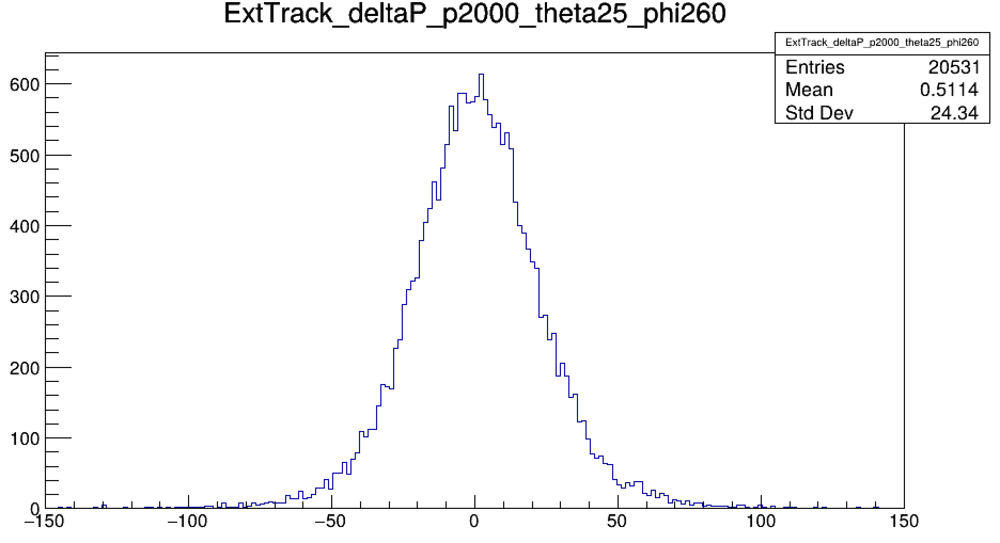 ExtTrack_deltaP_p2000_theta25_phi260
ExtTrack_deltaP_p2000_theta25_phi260
Entries 20531
Mean 0.5114
Std Dev 24.34
600
500
400
300
200
100
0
−150 −100 −50 0 50 100 150